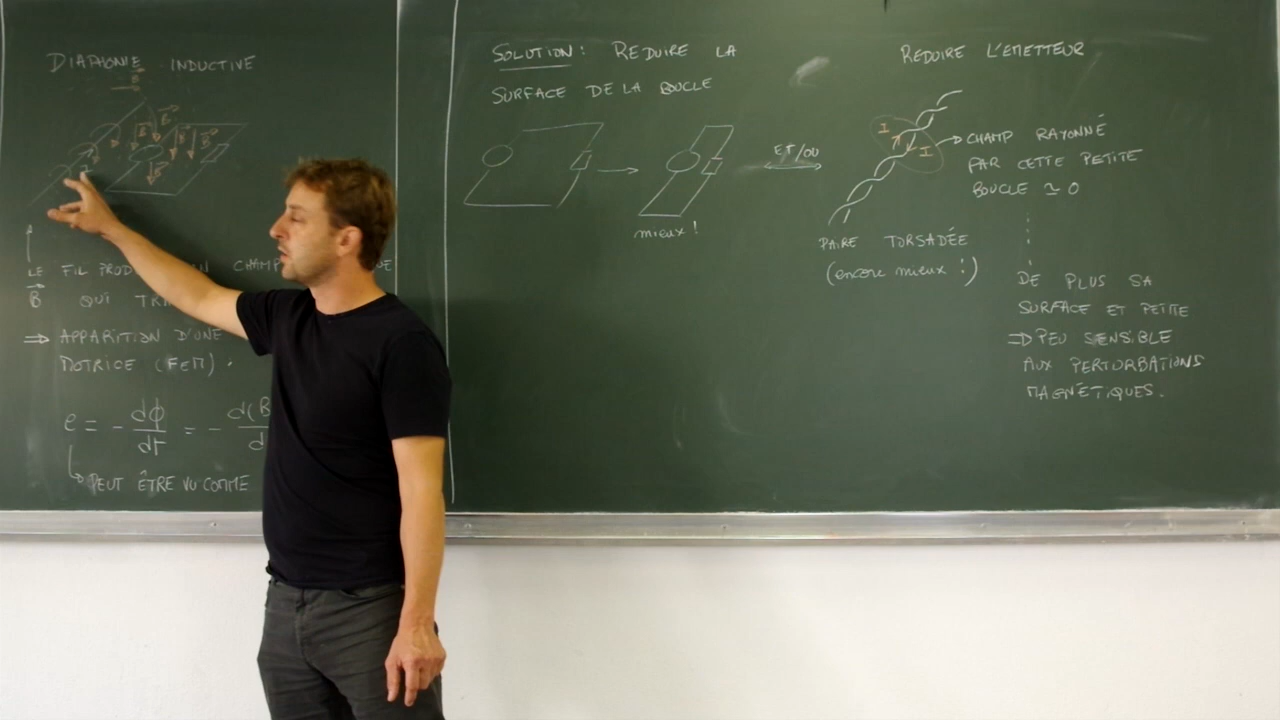 DIAPHONIE INDUCTIVE
B
B B B B
B
LE FIL PROD UN CHAMP
B QUI TRA
⇒ APPARITION D'UNE
MOTRICE (FEM).
e = - dϕ/dt = - d(B
PEUT ÊTRE VU COMME
SOLUTION : REDUIRE LA
SURFACE DE LA BOUCLE
mieux !
ET/OU
REDUIRE L'EMETTEUR
I
I
CHAMP RAYONNÉ
PAR CETTE PETITE
BOUCLE ≃ 0
PAIRE TORSADÉE
(encore mieux !)
DE PLUS SA
SURFACE ET PETITE
⇒ PEU SENSIBLE
AUX PERTURBATIONS
MAGNÉTIQUES.